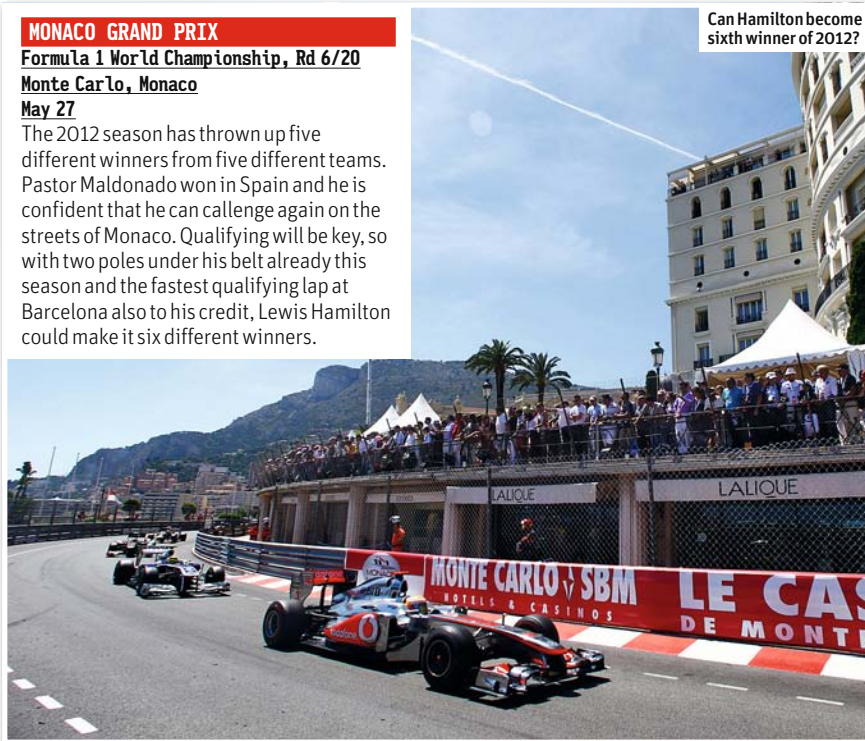 MONACO GRAND PRIX
Formula 1 World Championship, Rd 6/20
Monte Carlo, Monaco
May 27
The 2012 season has thrown up five
different winners from five different teams.
Pastor Maldonado won in Spain and he is
confident that he can callenge again on the
streets of Monaco. Qualifying will be key, so
with two poles under his belt already this
season and the fastest qualifying lap at
Barcelona also to his credit, Lewis Hamilton
could make it six different winners.
Can Hamilton become
sixth winner of 2012?
LALIQUE
LALIQUE
MONACO
MONTE CARLO SBM
HOTELS & CASINOS
LE CAS
DE MONT
vodafone